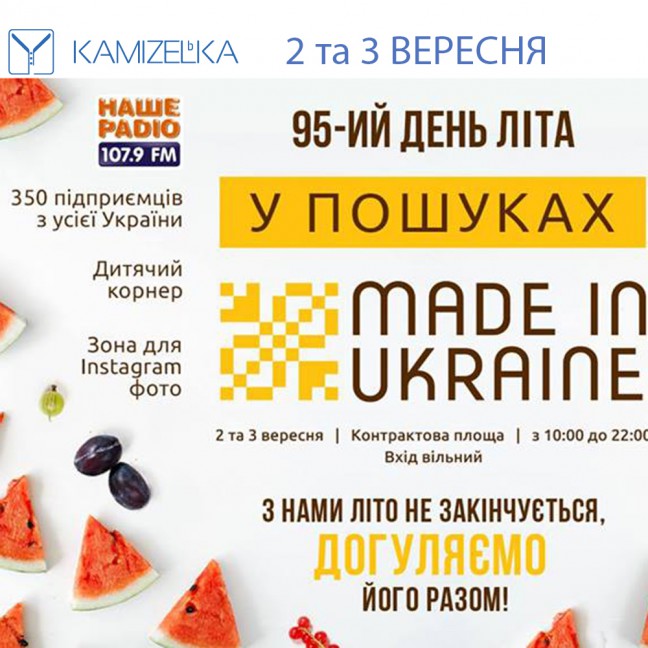 KAMIZELЬKA 2 та 3 ВЕРЕСНЯ
НАШЕ
РАДІО
107.9 FM
95-ИЙ ДЕНЬ ЛІТА
350 підприємців
з усієї України
У ПОШУКАХ
Дитячий
корнер
MADE IN
UKRAINE
Зона для
Instagram
фото
2 та 3 вересня | Контрактова площа | з 10:00 до 22:00
Вхід вільний
З НАМИ ЛІТО НЕ ЗАКІНЧУЄТЬСЯ,
ДОГУЛЯЄМО
ЙОГО РАЗОМ!